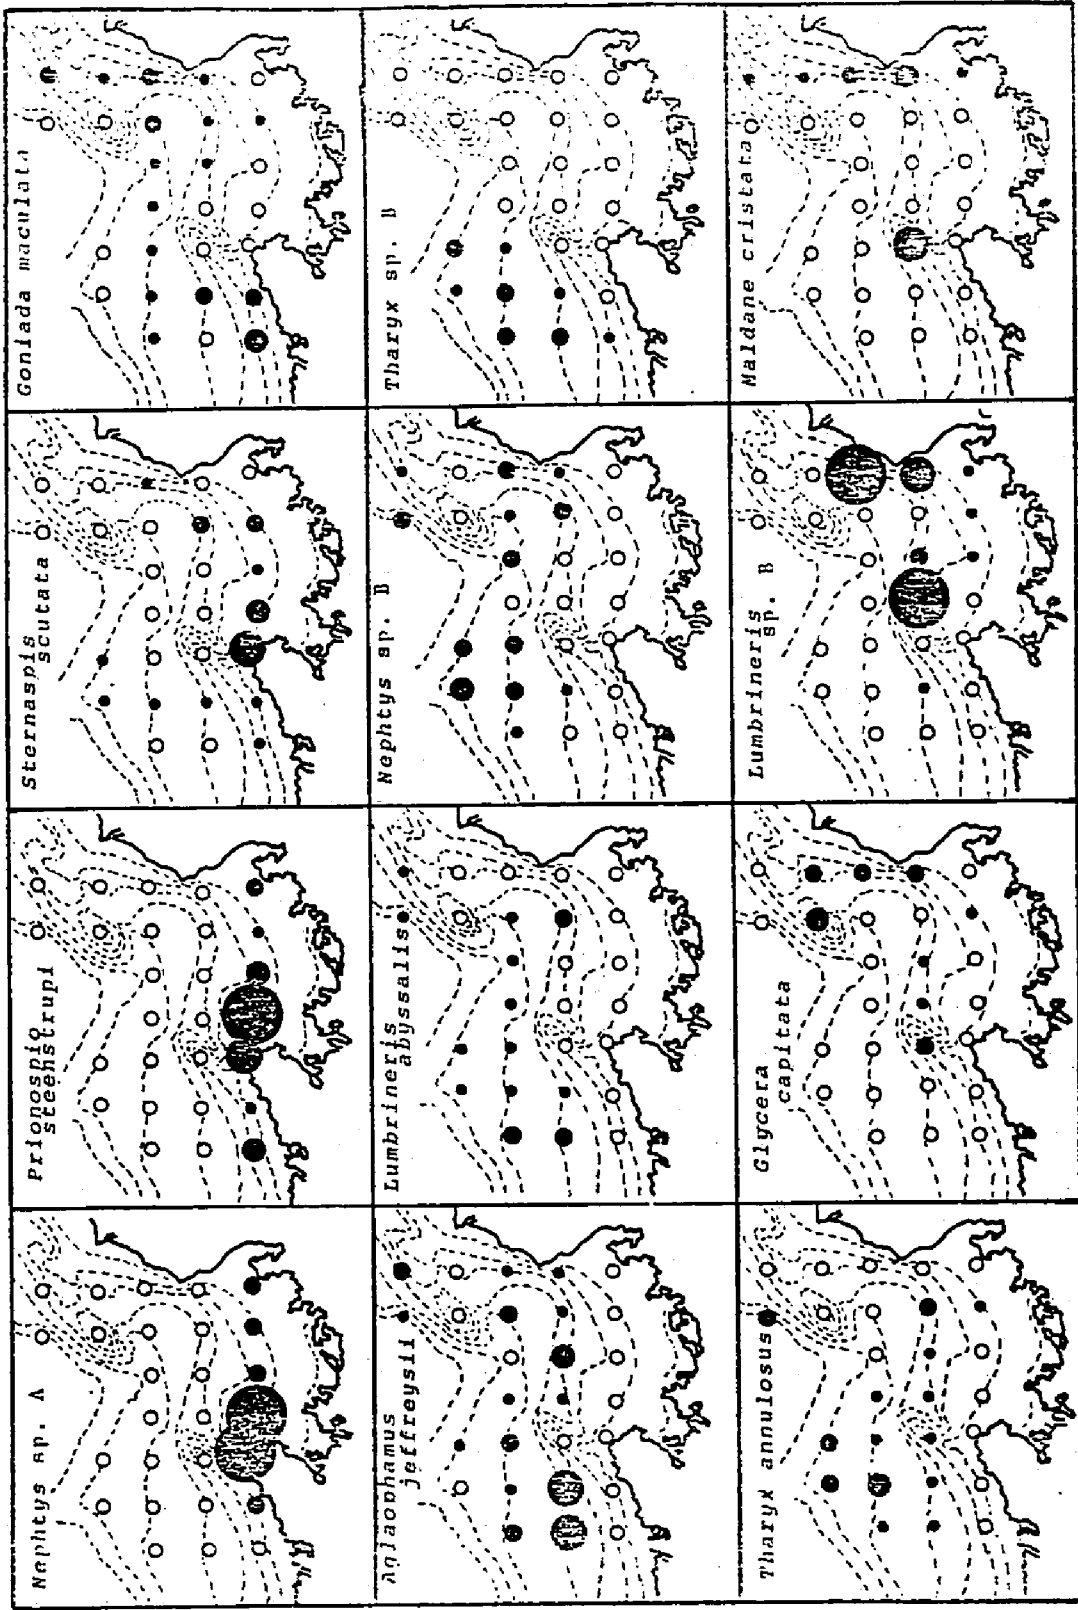 Goniada maculata
Tharyx sp. B
Maldane cristata
Sternaspis
scutata
Nephtys sp. B
Lumbrineris
sp. B
Prionospio
steenstrupi
Lumbrineris
abyssalis
Glycera
capitata
Nephtys sp. A
Aglaophamus
jeffreysii
Tharyx annulosus